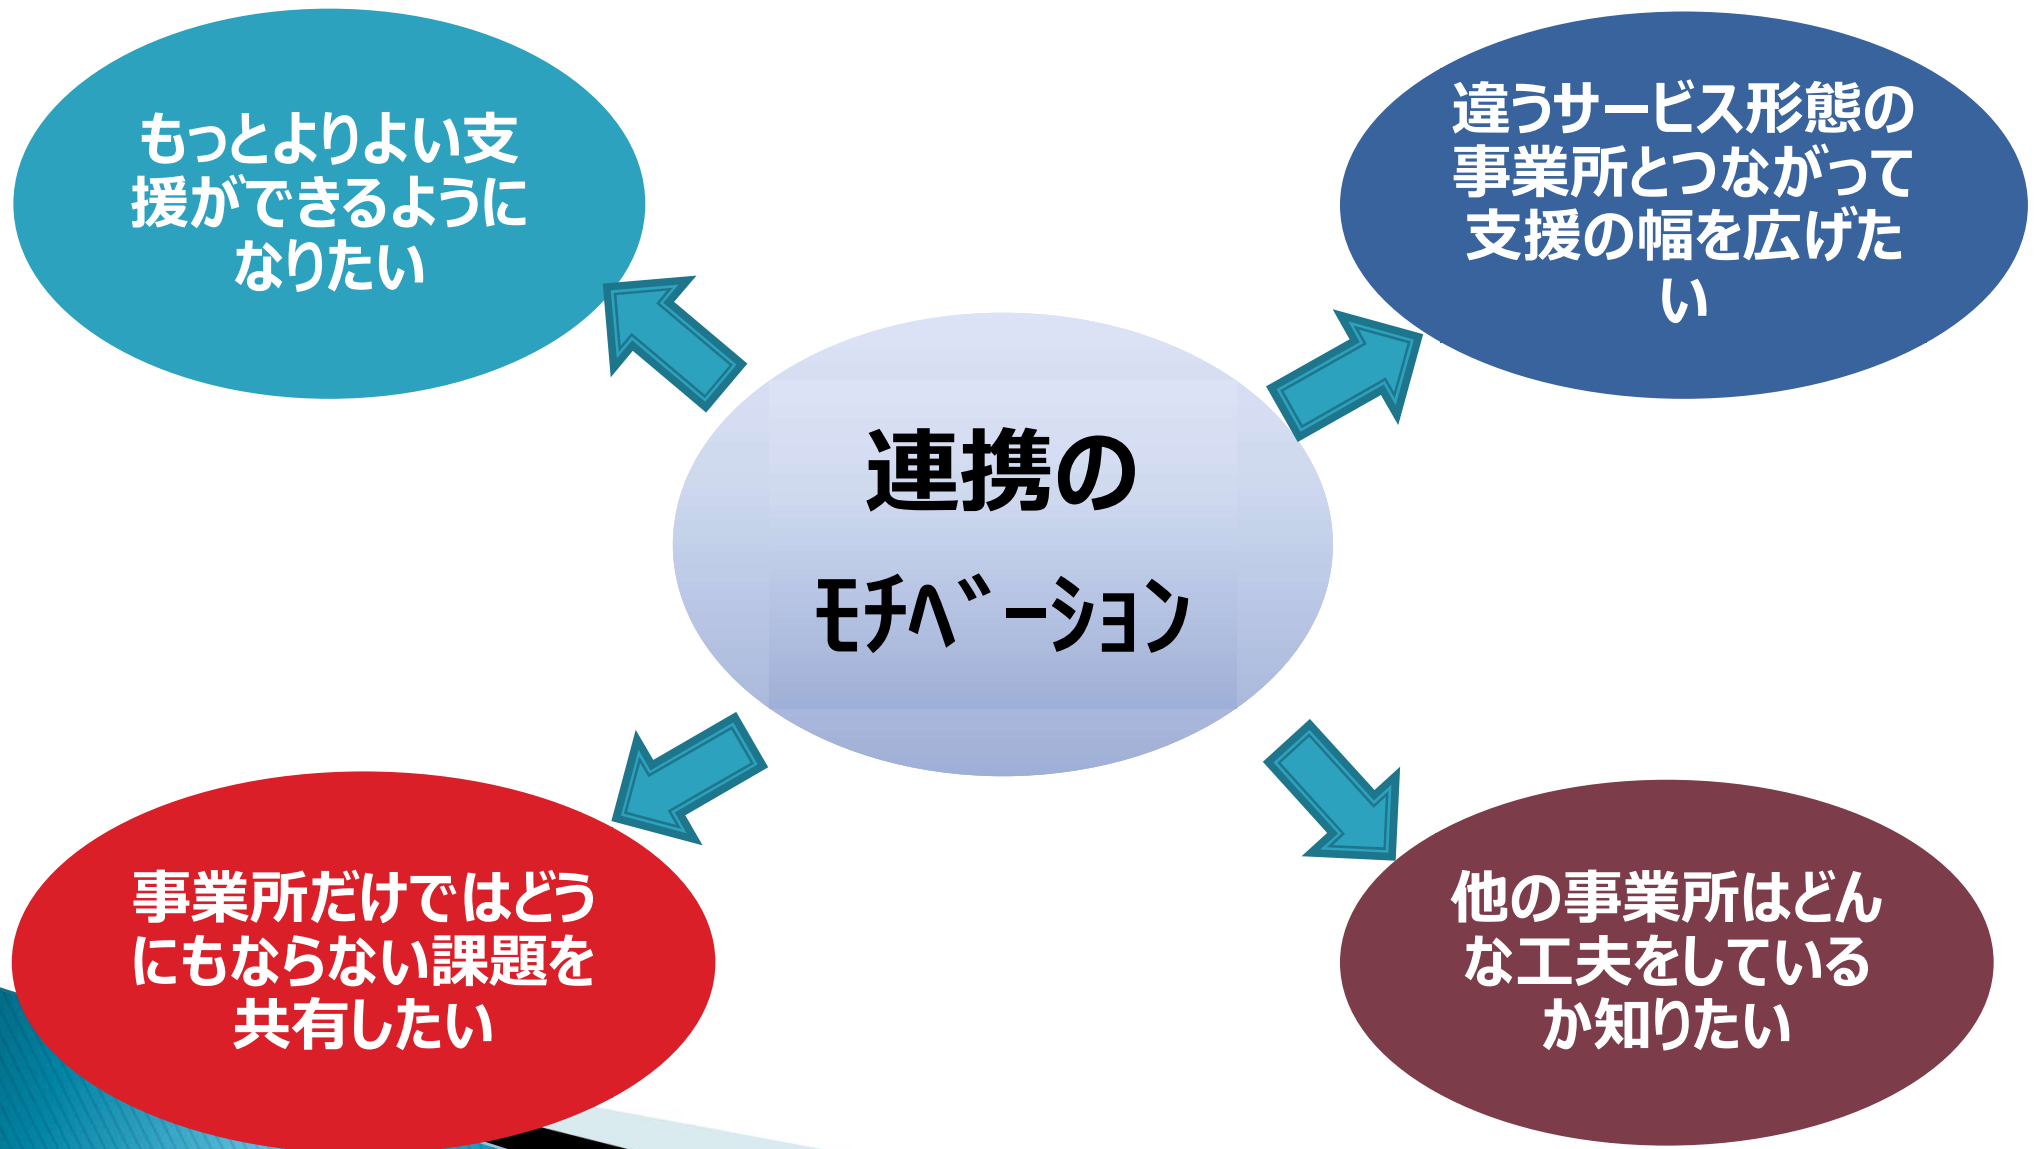 もっとよりよい支
援ができるように
なりたい
違うサービス形態の
事業所とつながって
支援の幅を広げた
い
連携の
ﾓﾁﾍﾞｰｼｮﾝ
事業所だけではどう
にもならない課題を
共有したい
他の事業所はどん
な工夫をしている
か知りたい